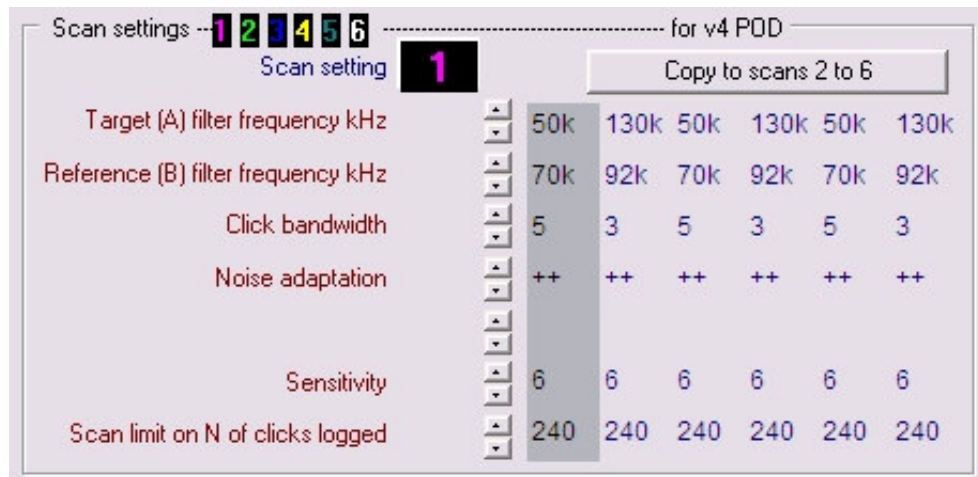 Scan settings -- 1 2 3 4 5 6 -- for v4 POD
Scan setting 1 Copy to scans 2 to 6
Target (A) filter frequency kHz 50k 130k 50k 130k 50k 130k
Reference (B) filter frequency kHz 70k 92k 70k 92k 70k 92k
Click bandwidth 5 3 5 3 5 3
Noise adaptation ++ ++ ++ ++ ++ ++
Sensitivity 6 6 6 6 6 6
Scan limit on N of clicks logged 240 240 240 240 240 240